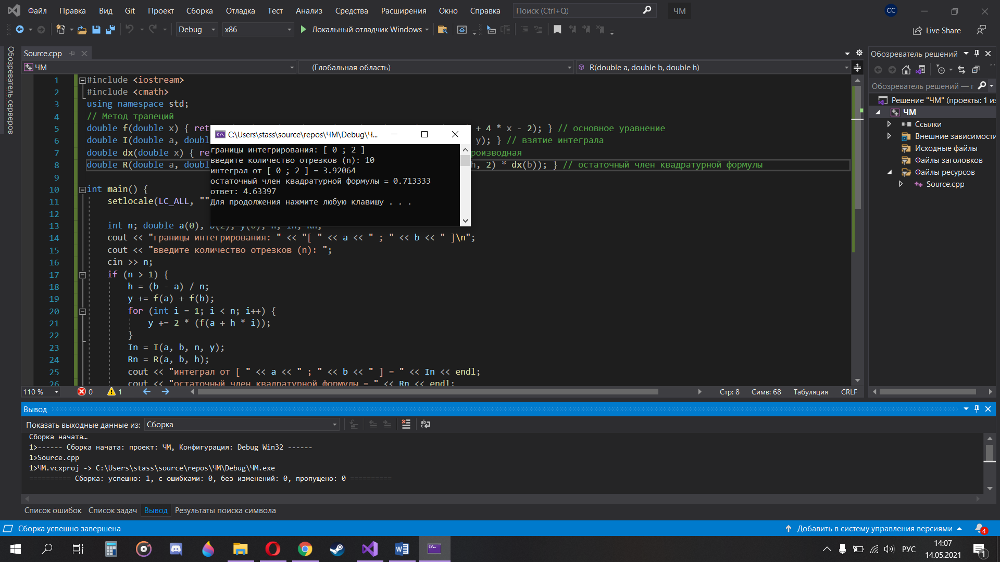 Файл Правка Вид Git Проект Сборка Отладка Тест Анализ Средства Расширения Окно Справка Поиск (Ctrl+Q) ЧМ CC
Debug x86 Локальный отладчик Windows Live Share
Обозреватель серверов
Source.cpp
ЧМ (Глобальная область) R(double a, double b, double h)
1 #include <iostream>
2 #include <cmath>
3 using namespace std;
4 // Метод трапеций
5 double f(double x) { ret + 4 * x - 2); } // основное уравнение
6 double I(double a, doubl y); } // взятие интеграла
7 double dx(double x) { re роизводная
8 double R(double a, doubl h, 2) * dx(b)); } // остаточный член квадратурной формулы
9
10 int main() {
11 setlocale(LC_ALL, ""
12
13 int n; double a(0), b(2), y(0), h, In, Rn;
14 cout << "границы интегрирования: " << "[ " << a << " ; " << b << " ]\n";
15 cout << "введите количество отрезков (n): ";
16 cin >> n;
17 if (n > 1) {
18 h = (b - a) / n;
19 y += f(a) + f(b);
20 for (int i = 1; i < n; i++) {
21 y += 2 * (f(a + h * i));
22 }
23 In = I(a, b, n, y);
24 Rn = R(a, b, h);
25 cout << "интеграл от [ " << a << " ; " << b << " ] = " << In << endl;
26 cout << "остаточный член квадратурной формулы = " << Rn << endl;
C:\Users\stass\source\repos\ЧМ\Debug\Ч...
границы интегрирования: [ 0 ; 2 ]
введите количество отрезков (n): 10
интеграл от [ 0 ; 2 ] = 3.92064
остаточный член квадратурной формулы = 0.713333
ответ: 4.63397
Для продолжения нажмите любую клавишу . . .
110 % 0 1 Стр: 8 Симв: 68 Табуляция CRLF
Обозреватель решений
Обозреватель решений — г
Решение "ЧМ" (проекты: 1 из
ЧМ
Ссылки
Внешние зависимости
Исходные файлы
Файлы заголовков
Файлы ресурсов
Source.cpp
Вывод
Показать выходные данные из: Сборка
Сборка начата…
1>------ Сборка начата: проект: ЧМ, Конфигурация: Debug Win32 ------
1>Source.cpp
1>ЧМ.vcxproj -> C:\Users\stass\source\repos\ЧМ\Debug\ЧМ.exe
========== Сборка: успешно: 1, с ошибками: 0, без изменений: 0, пропущено: 0 ==========
Список ошибок Список задач Вывод Результаты поиска символа
Сборка успешно завершена Добавить в систему управления версиями 4
РУС 14:07 1
14.05.2021